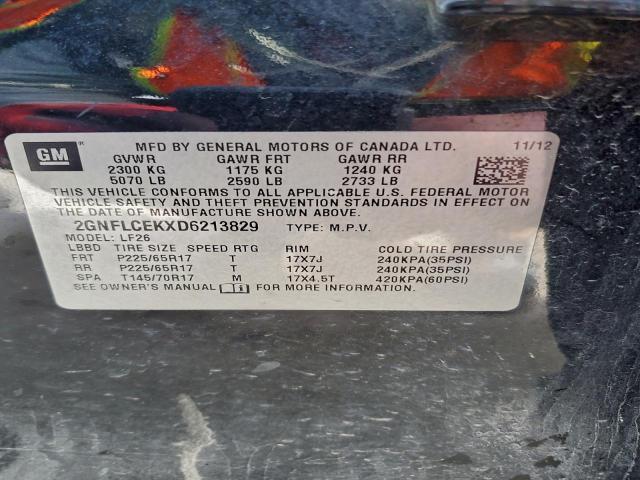 GM ® MFD BY GENERAL MOTORS OF CANADA LTD. 11/12
GVWR GAWR FRT GAWR RR
2300 KG 1175 KG 1240 KG
5070 LB 2590 LB 2733 LB
THIS VEHICLE CONFORMS TO ALL APPLICABLE U.S. FEDERAL MOTOR
VEHICLE SAFETY AND THEFT PREVENTION STANDARDS IN EFFECT ON
THE DATE OF MANUFACTURE SHOWN ABOVE.
2GNFLCEKXD6213829 TYPE: M.P.V.
MODEL: LF26
LBBD TIRE SIZE SPEED RTG RIM COLD TIRE PRESSURE
FRT P225/65R17 T 17X7J 240KPA(35PSI)
RR P225/65R17 T 17X7J 240KPA(35PSI)
SPA T145/70R17 M 17X4.5T 420KPA(60PSI)
SEE OWNER'S MANUAL FOR MORE INFORMATION.